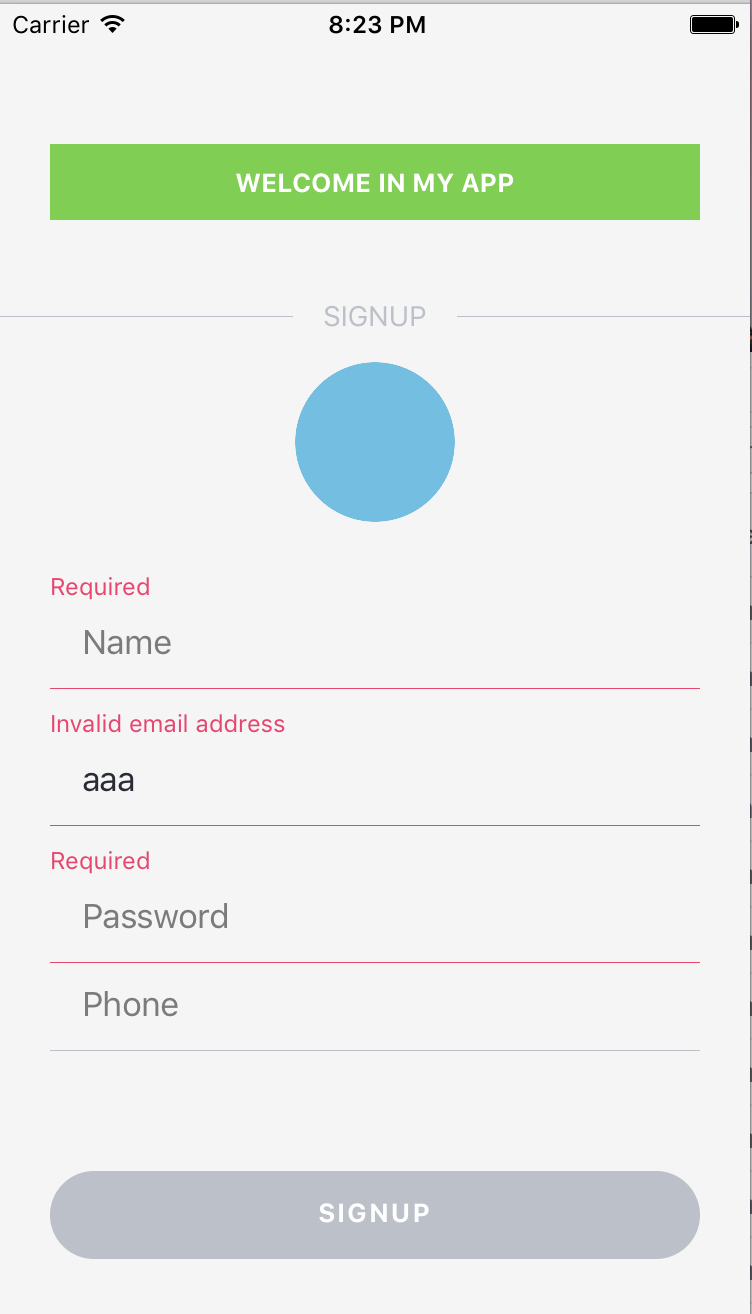 Carrier 8:23 PM
WELCOME IN MY APP
SIGNUP
Required
Name
Invalid email address
aaa
Required
Password
Phone
SIGNUP